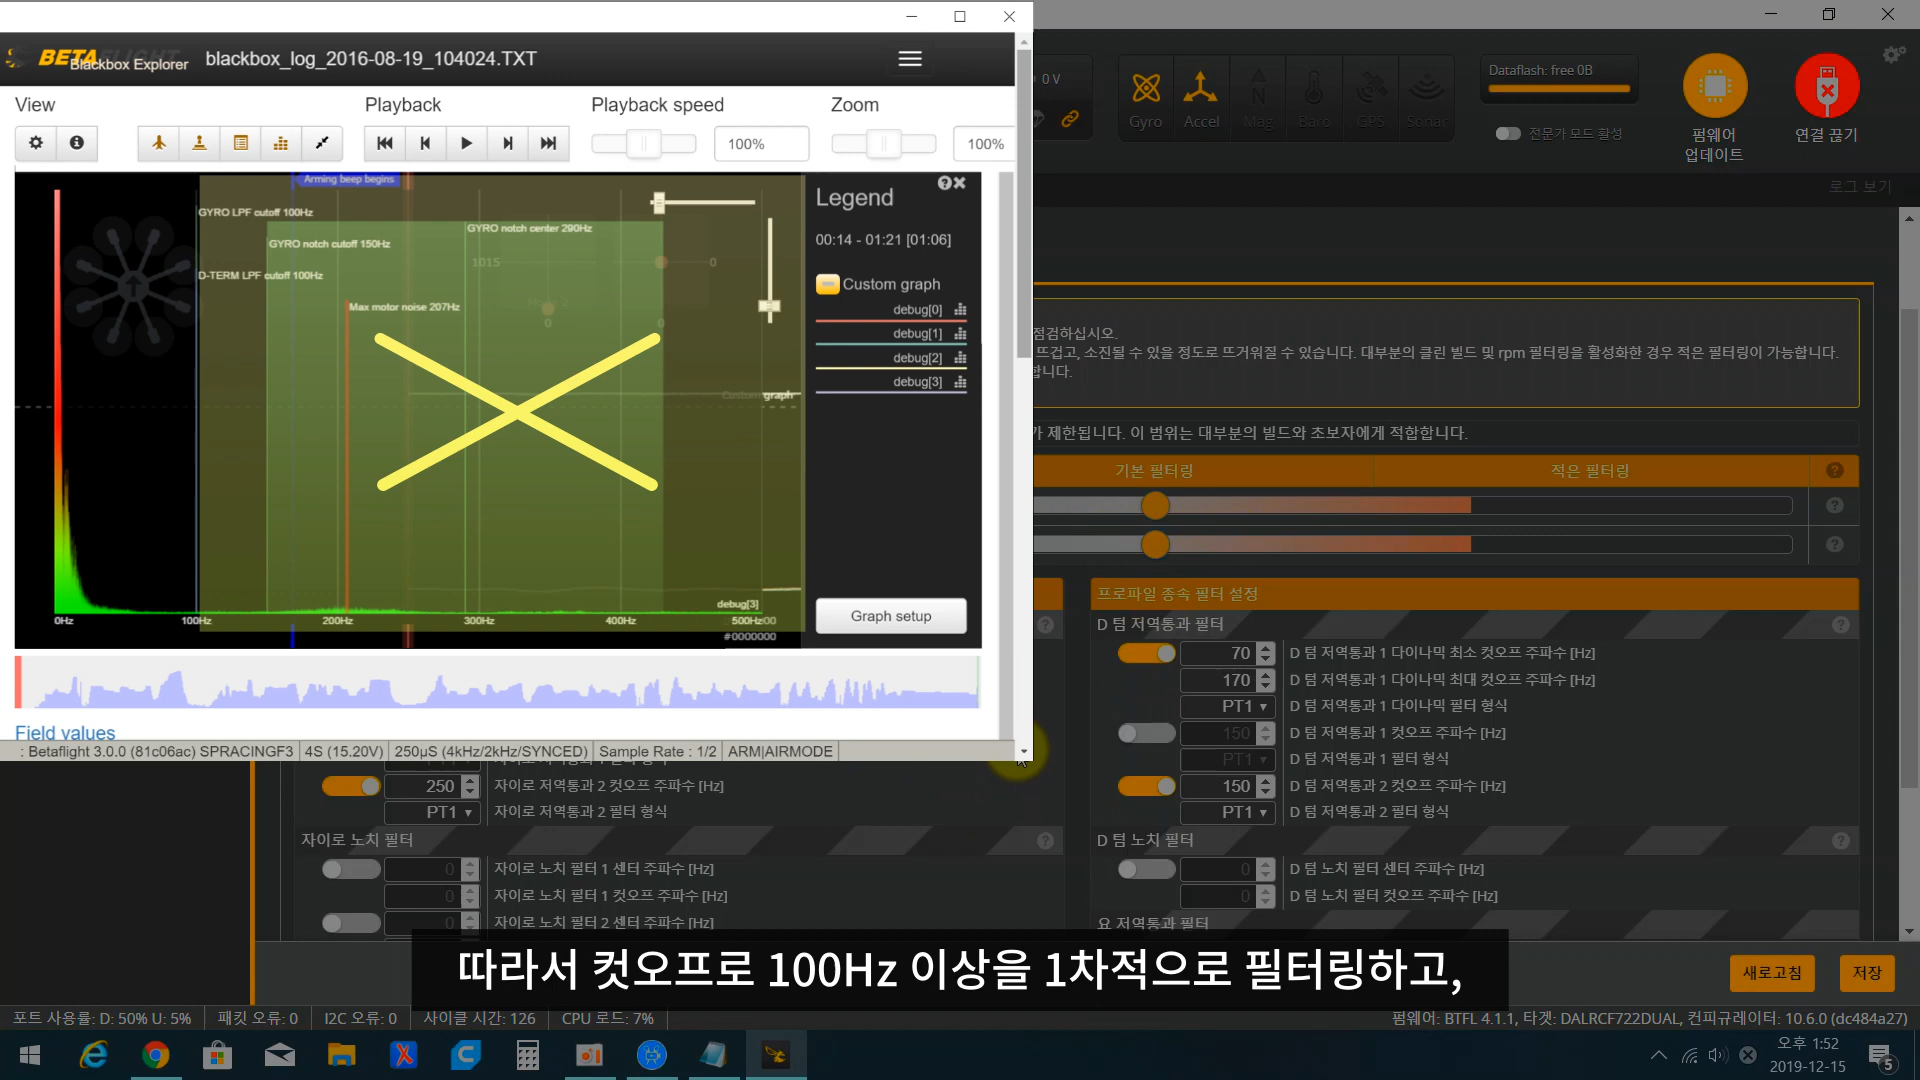 BETAFLIGHT
Blackbox Explorer
blackbox_log_2016-08-19_104024.TXT
View
Playback
Playback speed
Zoom
100%
100%
Arming beep begins
GYRO LPF cutoff 100Hz
GYRO notch center 290Hz
GYRO notch cutoff 150Hz
1015
0
D-TERM LPF cutoff 100Hz
Max motor noise 207Hz
0
0
Custom graph
debug[3]
0Hz
100Hz
200Hz
300Hz
400Hz
500Hz
#0000000
Legend
00:14 - 01:21 [01:06]
Custom graph
debug[0]
debug[1]
debug[2]
debug[3]
Graph setup
Field values
: Betaflight 3.0.0 (81c06ac) SPRACINGF3
4S (15.20V)
250µS (4kHz/2kHz/SYNCED)
Sample Rate : 1/2
ARM|AIRMODE
0 V
Gyro
Accel
Mag
Baro
GPS
Sonar
Dataflash: free 0B
전문가 모드 활성
펌웨어
업데이트
연결 끊기
로그 보기
점검하십시오.
뜨겁고, 소진될 수 있을 정도로 뜨거워질 수 있습니다. 대부분의 클린 빌드 및 rpm 필터링을 활성화한 경우 적은 필터링이 가능합니다.
합니다.
가 제한됩니다. 이 범위는 대부분의 빌드와 초보자에게 적합합니다.
기본 필터링
적은 필터링
프로파일 종속 필터 설정
D 텀 저역통과 필터
70
D 텀 저역통과 1 다이나믹 최소 컷오프 주파수 [Hz]
170
D 텀 저역통과 1 다이나믹 최대 컷오프 주파수 [Hz]
PT1
D 텀 저역통과 1 다이나믹 필터 형식
150
D 텀 저역통과 1 컷오프 주파수 [Hz]
PT1
D 텀 저역통과 1 필터 형식
150
D 텀 저역통과 2 컷오프 주파수 [Hz]
PT1
D 텀 저역통과 2 필터 형식
D 텀 노치 필터
0
D 텀 노치 필터 센터 주파수 [Hz]
0
D 텀 노치 필터 컷오프 주파수 [Hz]
요 저역통과 필터
250
자이로 저역통과 2 컷오프 주파수 [Hz]
PT1
자이로 저역통과 2 필터 형식
자이로 노치 필터
0
자이로 노치 필터 1 센터 주파수 [Hz]
0
자이로 노치 필터 1 컷오프 주파수 [Hz]
0
자이로 노치 필터 2 센터 주파수 [Hz]
따라서 컷오프로 100Hz 이상을 1차적으로 필터링하고,
새로고침
저장
포트 사용률: D: 50% U: 5%
패킷 오류: 0
I2C 오류: 0
사이클 시간: 126
CPU 로드: 7%
펌웨어: BTFL 4.1.1, 타겟: DALRCF722DUAL, 컨피규레이터: 10.6.0 (dc484a27)
오후 1:52
2019-12-15
5